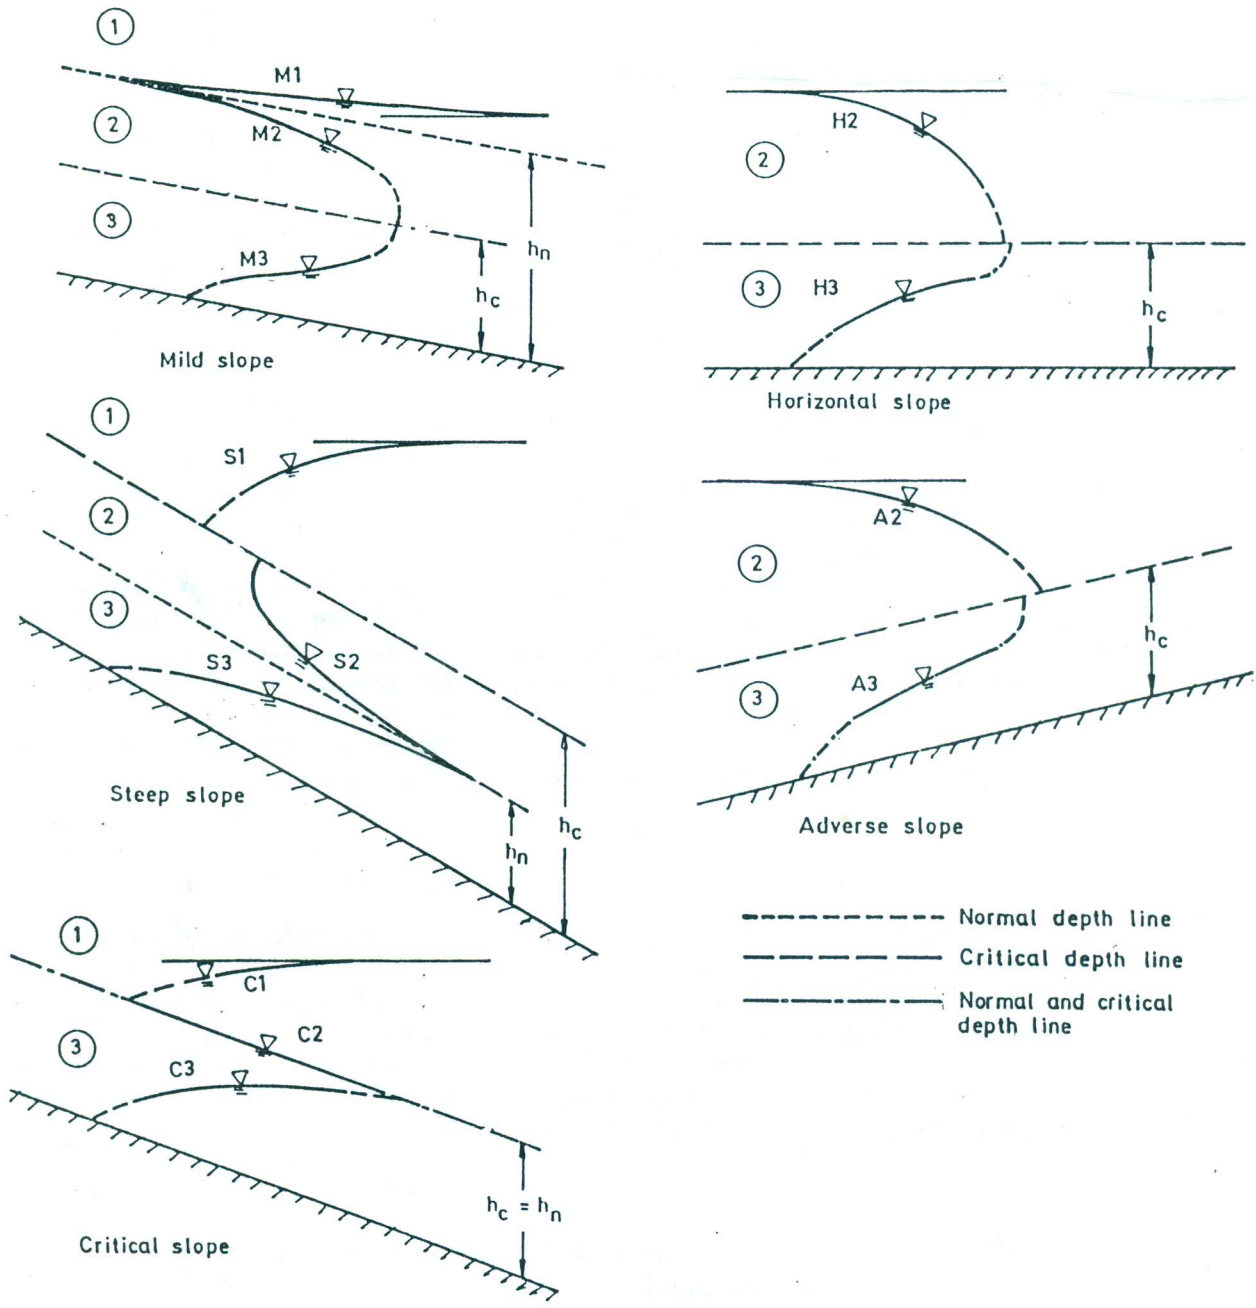 1
M1
2
M2
3
M3
hn
hc
Mild slope
H2
2
3
H3
hc
Horizontal slope
1
S1
2
3
S3
S2
Steep slope
hn
hc
A2
2
hc
A3
3
Adverse slope
Normal depth line
Critical depth line
Normal and critical
depth line
1
C1
C2
3
C3
hc = hn
Critical slope